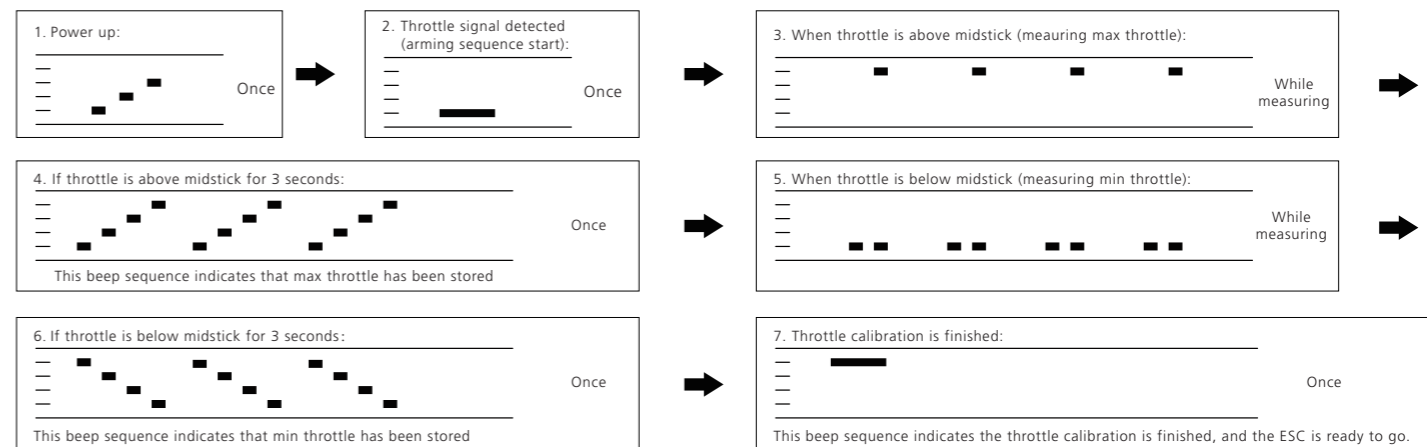 1. Power up:
Once
2. Throttle signal detected
(arming sequence start):
Once
3. When throttle is above midstick (meauring max throttle):
While
measuring
4. If throttle is above midstick for 3 seconds:
Once
This beep sequence indicates that max throttle has been stored
5. When throttle is below midstick (measuring min throttle):
While
measuring
6. If throttle is below midstick for 3 seconds:
Once
This beep sequence indicates that min throttle has been stored
7. Throttle calibration is finished:
Once
This beep sequence indicates the throttle calibration is finished, and the ESC is ready to go.